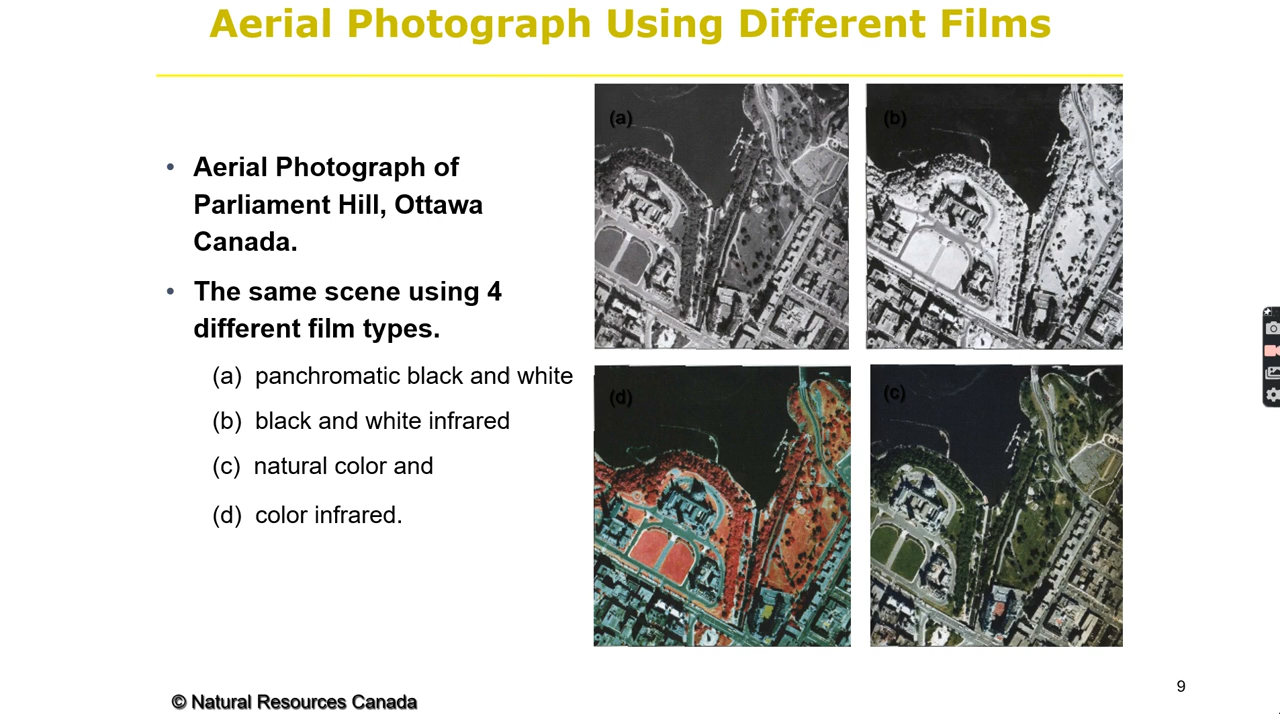 Aerial Photograph Using Different Films
• Aerial Photograph of
Parliament Hill, Ottawa
Canada.
• The same scene using 4
different film types.
(a) panchromatic black and white
(b) black and white infrared
(c) natural color and
(d) color infrared.
(a)
(b)
(d)
(c)
© Natural Resources Canada
9